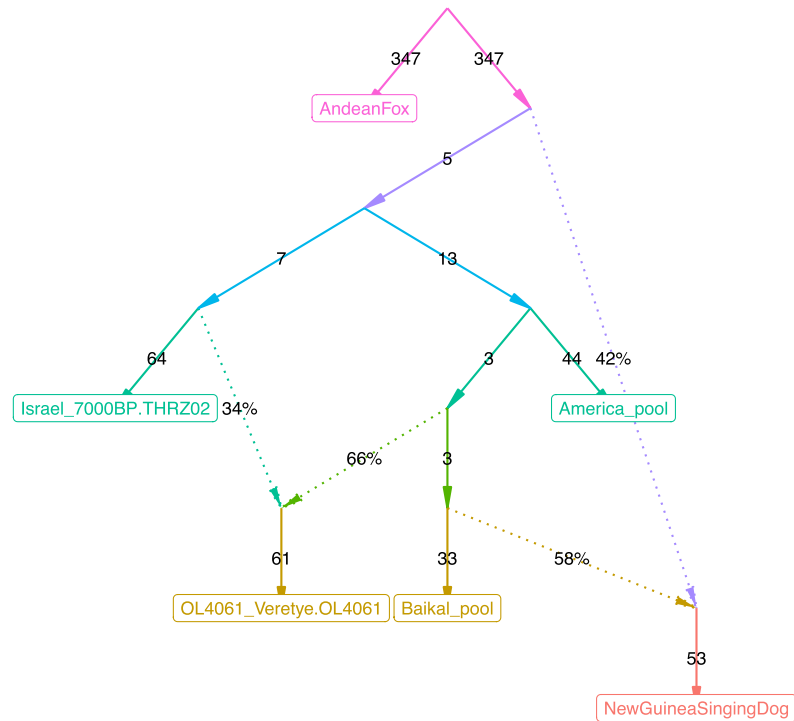 347 347
AndeanFox
5
7 13
64 3 44 42%
Israel_7000BP.THRZ02 34% America_pool
66% 3
61 33 58%
OL4061_Veretye.OL4061 Baikal_pool
53
NewGuineaSingingDog